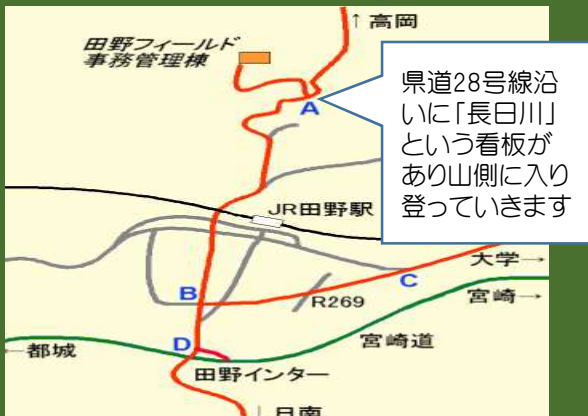 ↑高岡
田野フィールド
事務管理棟
A
県道28号線沿
いに「長日川」
という看板が
あり山側に入り
登っていきます
JR田野駅
大学→
C
B
R269
宮崎→
D
宮崎道
←都城
田野インター
日南